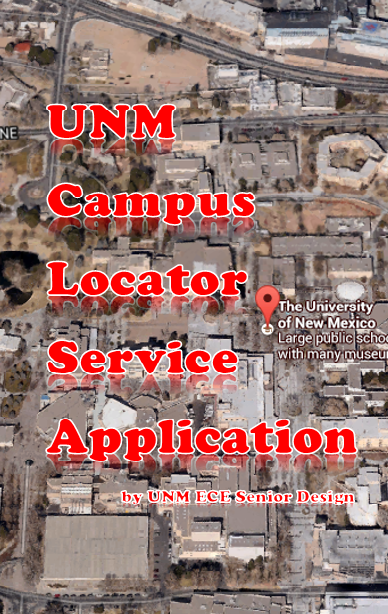 NE
UNM
Campus
Locator
The University
of New Mexico
Large public schoo
with many museu
Service
Application
by UNM ECE Senior Design